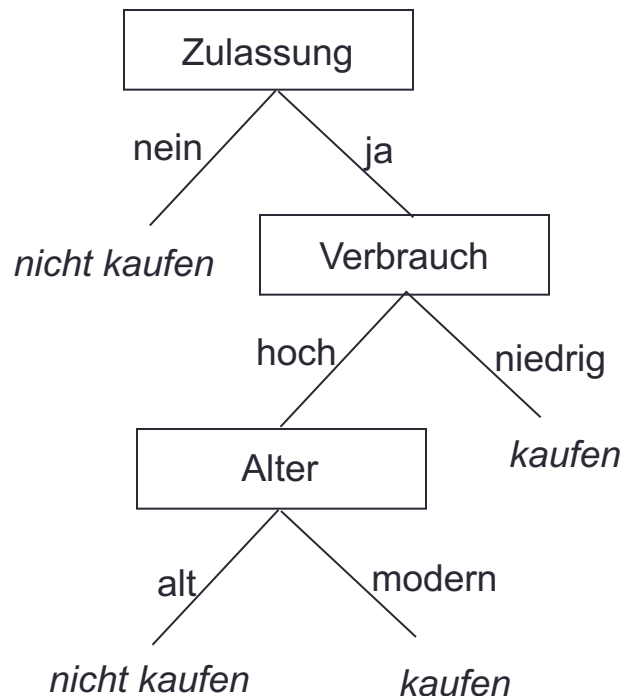 Zulassung
nein
ja
nicht kaufen
Verbrauch
hoch
niedrig
Alter
kaufen
alt
modern
nicht kaufen
kaufen